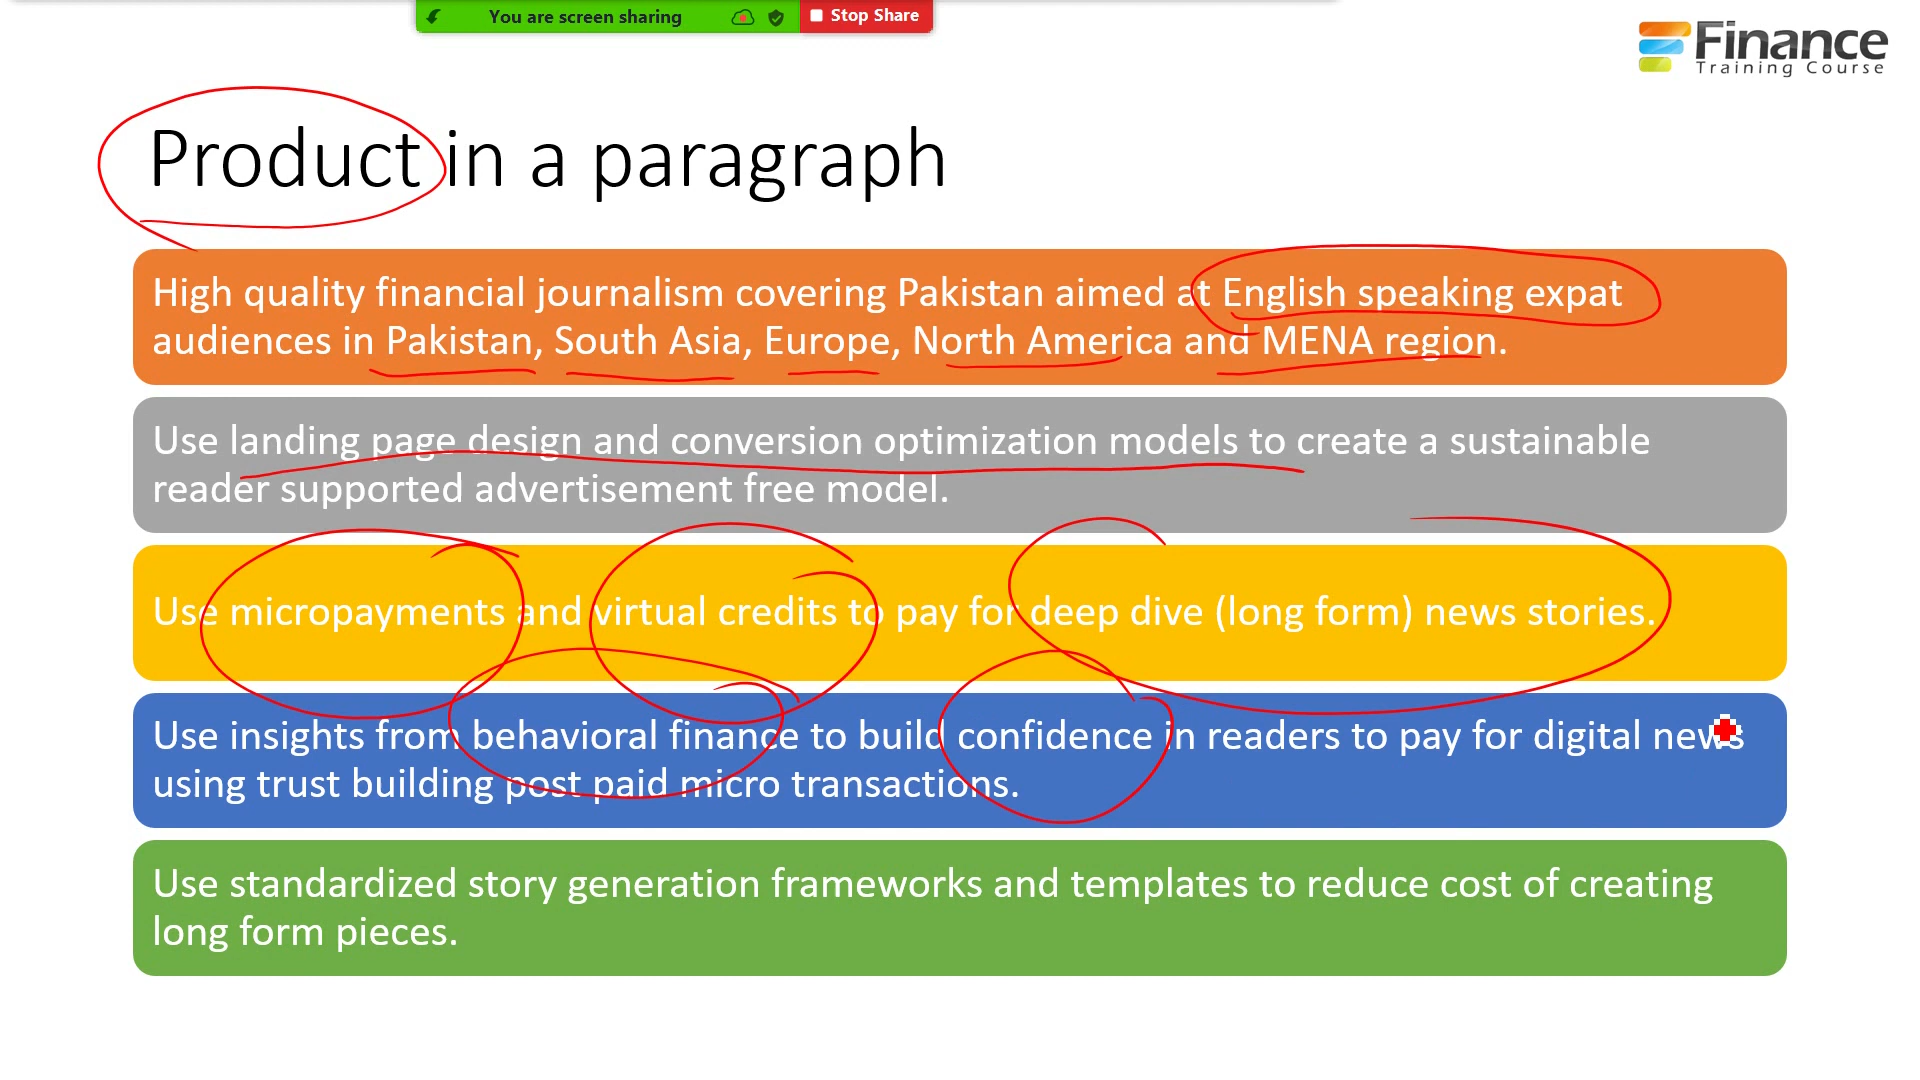 You are screen sharing
Stop Share
Finance
Training Course
Product in a paragraph
High quality financial journalism covering Pakistan aimed at English speaking expat
audiences in Pakistan, South Asia, Europe, North America and MENA region.
Use landing page design and conversion optimization models to create a sustainable
reader supported advertisement free model.
Use micropayments and virtual credits to pay for deep dive (long form) news stories.
Use insights from behavioral finance to build confidence in readers to pay for digital news
using trust building post paid micro transactions.
Use standardized story generation frameworks and templates to reduce cost of creating
long form pieces.